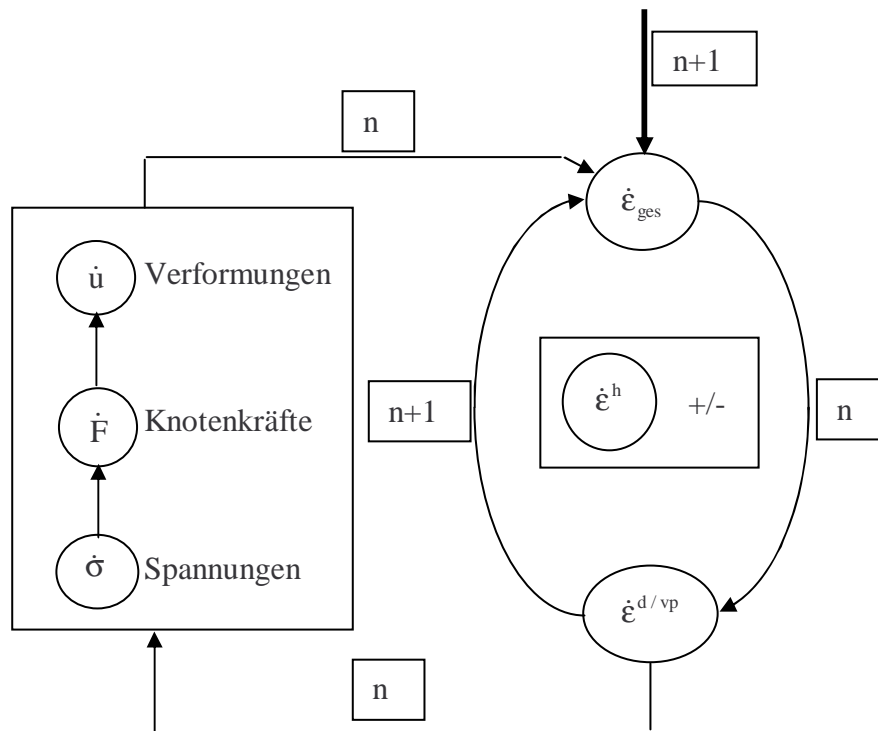 n+1
n
ε̇ges
u̇ Verformungen
ε̇h +/-
n+1
n
Ḟ Knotenkräfte
σ̇ Spannungen
ε̇d / vp
n